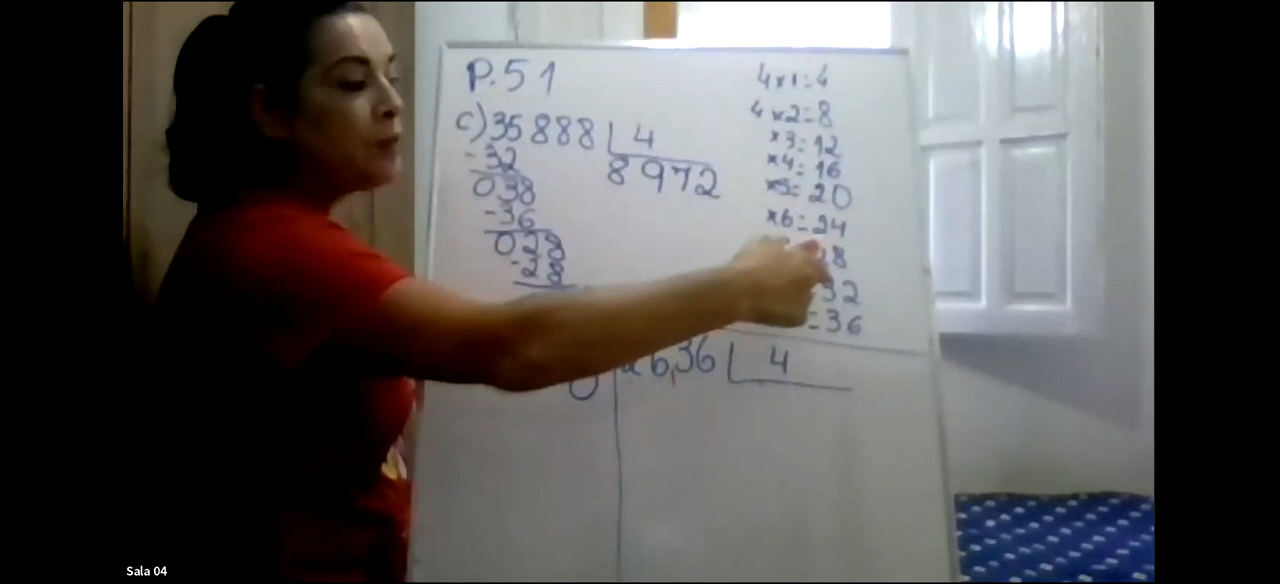 P.51
c) 35888 4
-32 8972
038
-36
028
-28
4x1=4
4x2=8
x3=12
x4=16
x5=20
x6=24
8
32
=36
26,36 4
Sala 04